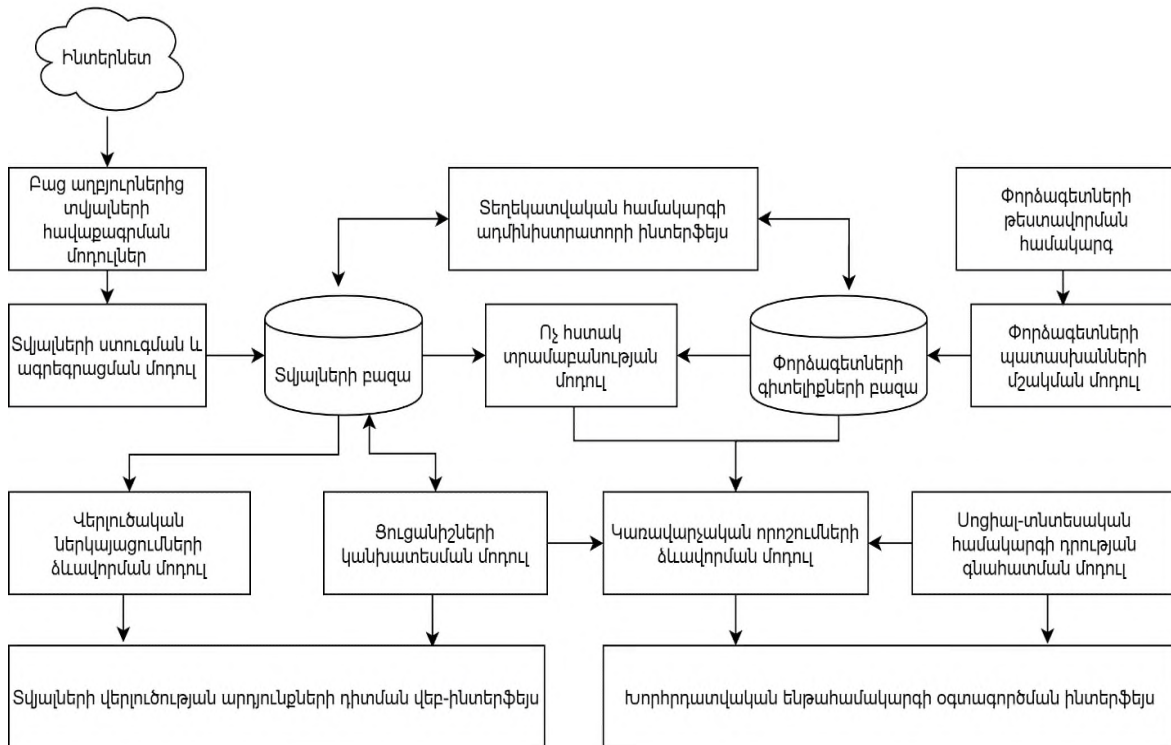 Ինտերնետ
Բաց աղբյուրներից
տվյալների
հավաքագրման
մոդուլներ
Տեղեկատվական համակարգի
ադմինիստրատորի ինտերֆեյս
Փորձագետների
թեստավորման
համակարգ
Տվյալների ստուգման և
ագրեգրացման մոդուլ
Տվյալների բազա
Ոչ հստակ
տրամաբանության
մոդուլ
Փորձագետների
գիտելիքների բազա
Փորձագետների
պատասխանների
մշակման մոդուլ
Վերլուծական
ներկայացումների
ձևավորման մոդուլ
Ցուցանիշների
կանխատեսման մոդուլ
Կառավարչական որոշումների
ձևավորման մոդուլ
Սոցիալ-տնտեսական
համակարգի դրության
գնահատման մոդուլ
Տվյալների վերլուծության արդյունքների դիտման վեբ-ինտերֆեյս
Խորհրդատվական ենթահամակարգի օգտագործման ինտերֆեյս